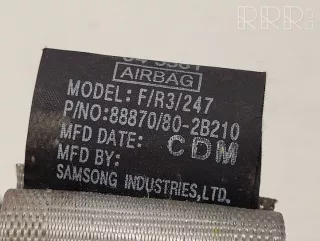 AIRBAG
MODEL: F/R3/247
P/NO:88870/80-2B210
MFD DATE: CDM
MFD BY:
SAMSONG INDUSTRIES,LTD.